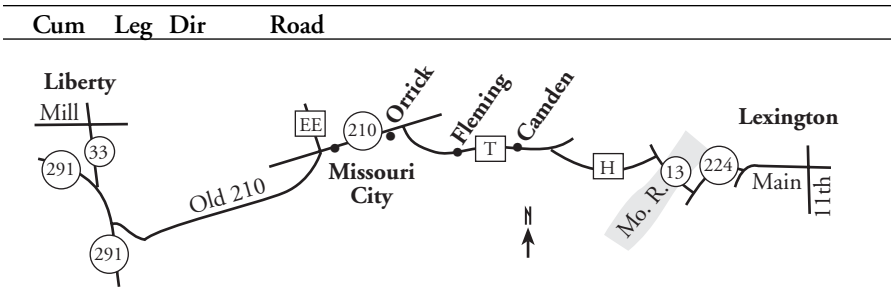 Cum Leg Dir Road
Liberty
Mill
33
291
291
Old 210
EE
210
Orrick
Missouri
City
Fleming
T
Camden
N
H
Mo. R.
13
224
Lexington
Main
11th